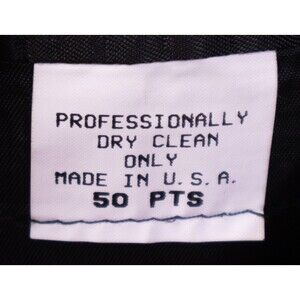 PROFESSIONALLY
DRY CLEAN
ONLY
MADE IN U.S.A.
50 PTS